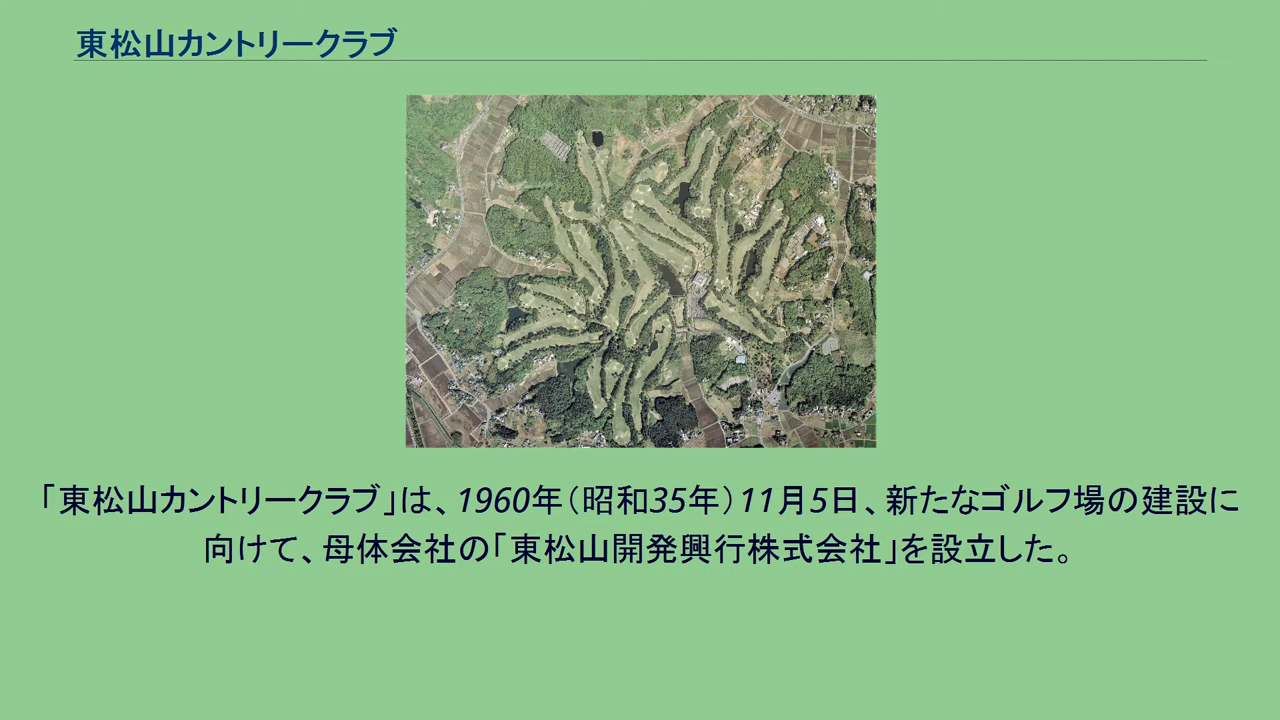 東松山カントリークラブ
「東松山カントリークラブ」は、1960年（昭和35年）11月5日、新たなゴルフ場の建設に
向けて、母体会社の「東松山開発興行株式会社」を設立した。